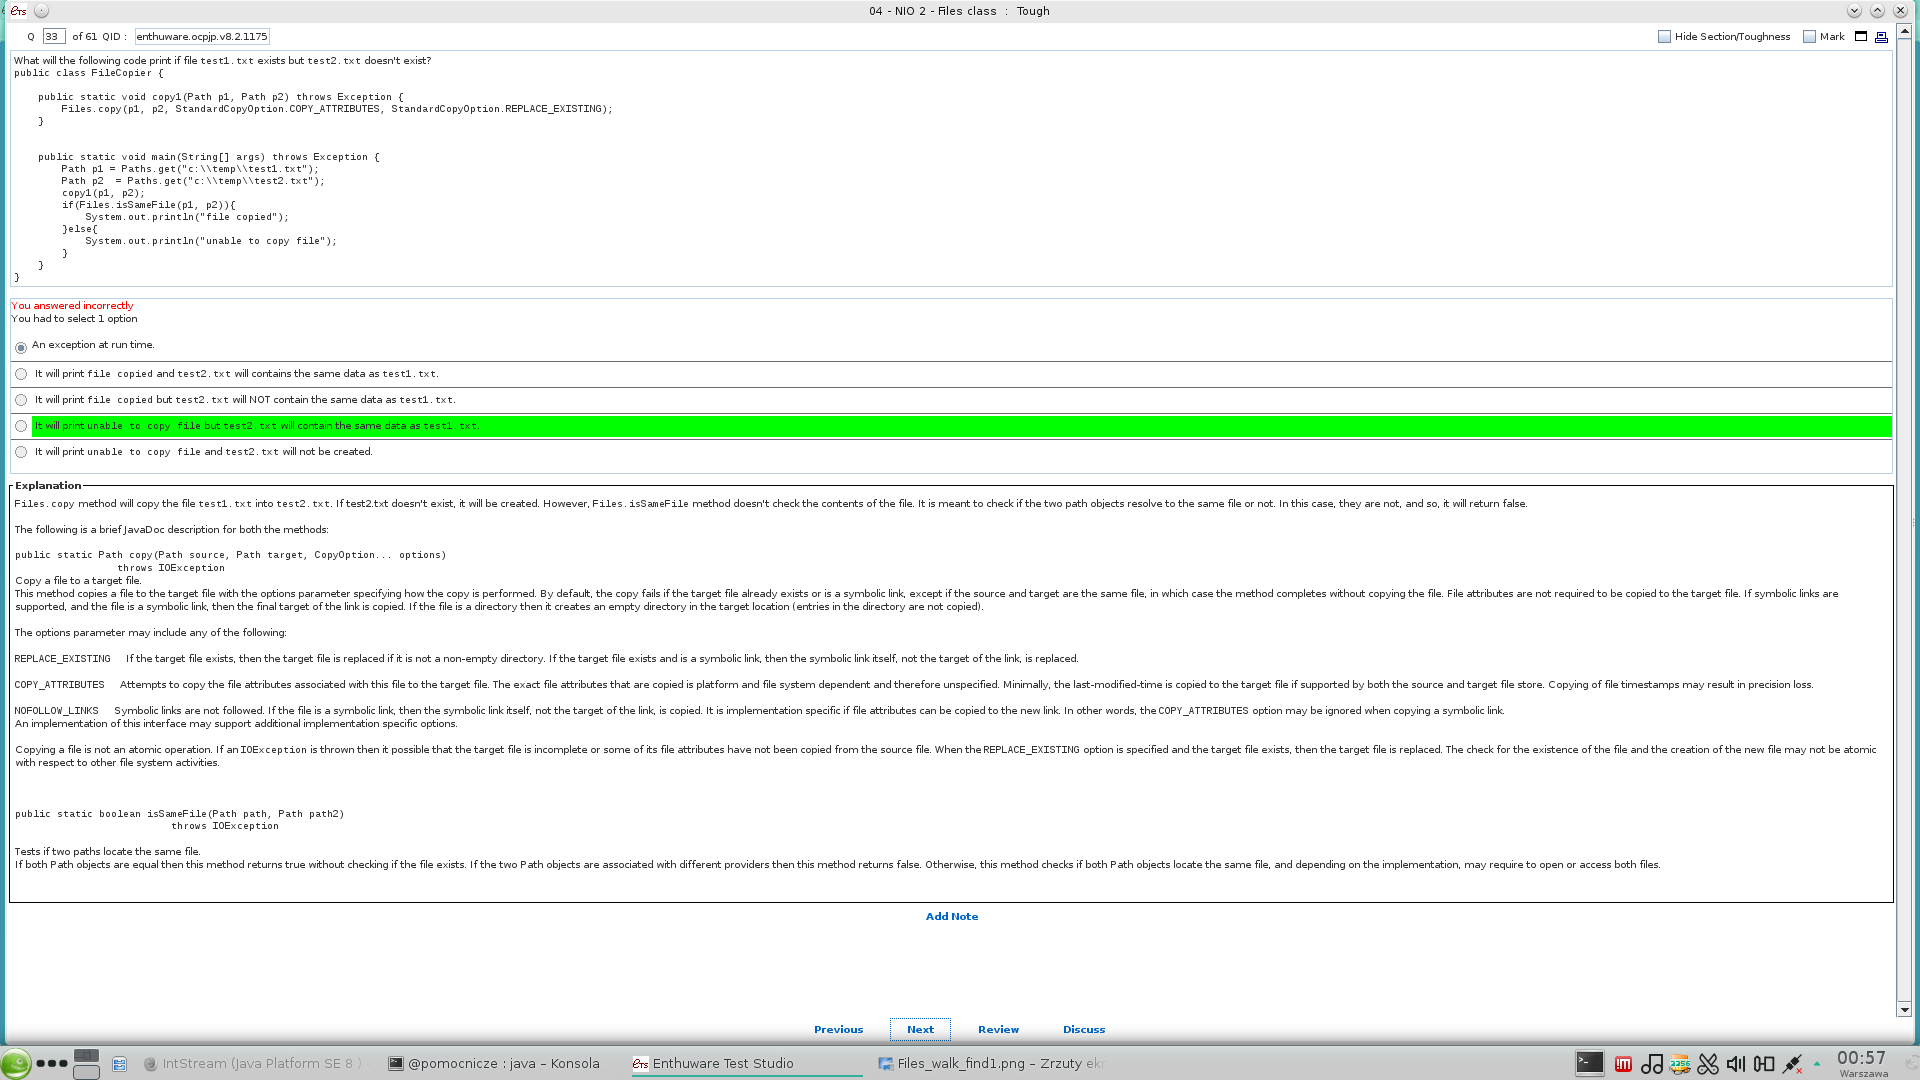 04 - NIO 2 - Files class : Tough
Q 33 of 61 QID : enthuware.ocpjp.v8.2.1175 Hide Section/Toughness Mark
What will the following code print if file test1.txt exists but test2.txt doesn't exist?
public class FileCopier {
public static void copy1(Path p1, Path p2) throws Exception {
Files.copy(p1, p2, StandardCopyOption.COPY_ATTRIBUTES, StandardCopyOption.REPLACE_EXISTING);
}
public static void main(String[] args) throws Exception {
Path p1 = Paths.get("c:\\temp\\test1.txt");
Path p2  = Paths.get("c:\\temp\\test2.txt");
copy1(p1, p2);
if(Files.isSameFile(p1, p2)){
System.out.println("file copied");
}else{
System.out.println("unable to copy file");
}
}
}
You answered incorrectly
You had to select 1 option
An exception at run time.
It will print file copied and test2.txt will contains the same data as test1.txt.
It will print file copied but test2.txt will NOT contain the same data as test1.txt.
It will print unable to copy file but test2.txt will contain the same data as test1.txt.
It will print unable to copy file and test2.txt will not be created.
Explanation
Files.copy method will copy the file test1.txt into test2.txt. If test2.txt doesn't exist, it will be created. However, Files.isSameFile method doesn't check the contents of the file. It is meant to check if the two path objects resolve to the same file or not. In this case, they are not, and so, it will return false.
The following is a brief JavaDoc description for both the methods:
public static Path copy(Path source, Path target, CopyOption... options)
throws IOException
Copy a file to a target file.
This method copies a file to the target file with the options parameter specifying how the copy is performed. By default, the copy fails if the target file already exists or is a symbolic link, except if the source and target are the same file, in which case the method completes without copying the file. File attributes are not required to be copied to the target file. If symbolic links are
supported, and the file is a symbolic link, then the final target of the link is copied. If the file is a directory then it creates an empty directory in the target location (entries in the directory are not copied).
The options parameter may include any of the following:
REPLACE_EXISTING If the target file exists, then the target file is replaced if it is not a non-empty directory. If the target file exists and is a symbolic link, then the symbolic link itself, not the target of the link, is replaced.
COPY_ATTRIBUTES Attempts to copy the file attributes associated with this file to the target file. The exact file attributes that are copied is platform and file system dependent and therefore unspecified. Minimally, the last-modified-time is copied to the target file if supported by both the source and target file store. Copying of file timestamps may result in precision loss.
NOFOLLOW_LINKS Symbolic links are not followed. If the file is a symbolic link, then the symbolic link itself, not the target of the link, is copied. It is implementation specific if file attributes can be copied to the new link. In other words, the COPY_ATTRIBUTES option may be ignored when copying a symbolic link.
An implementation of this interface may support additional implementation specific options.
Copying a file is not an atomic operation. If an IOException is thrown then it possible that the target file is incomplete or some of its file attributes have not been copied from the source file. When the REPLACE_EXISTING option is specified and the target file exists, then the target file is replaced. The check for the existence of the file and the creation of the new file may not be atomic
with respect to other file system activities.
public static boolean isSameFile(Path path, Path path2)
throws IOException
Tests if two paths locate the same file.
If both Path objects are equal then this method returns true without checking if the file exists. If the two Path objects are associated with different providers then this method returns false. Otherwise, this method checks if both Path objects locate the same file, and depending on the implementation, may require to open or access both files.
Add Note
Previous Next Review Discuss
IntStream (Java Platform SE 8 ) @pomocnicze : java – Konsola Enthuware Test Studio Files_walk_find1.png – Zrzuty ekr 00:57
Warszawa